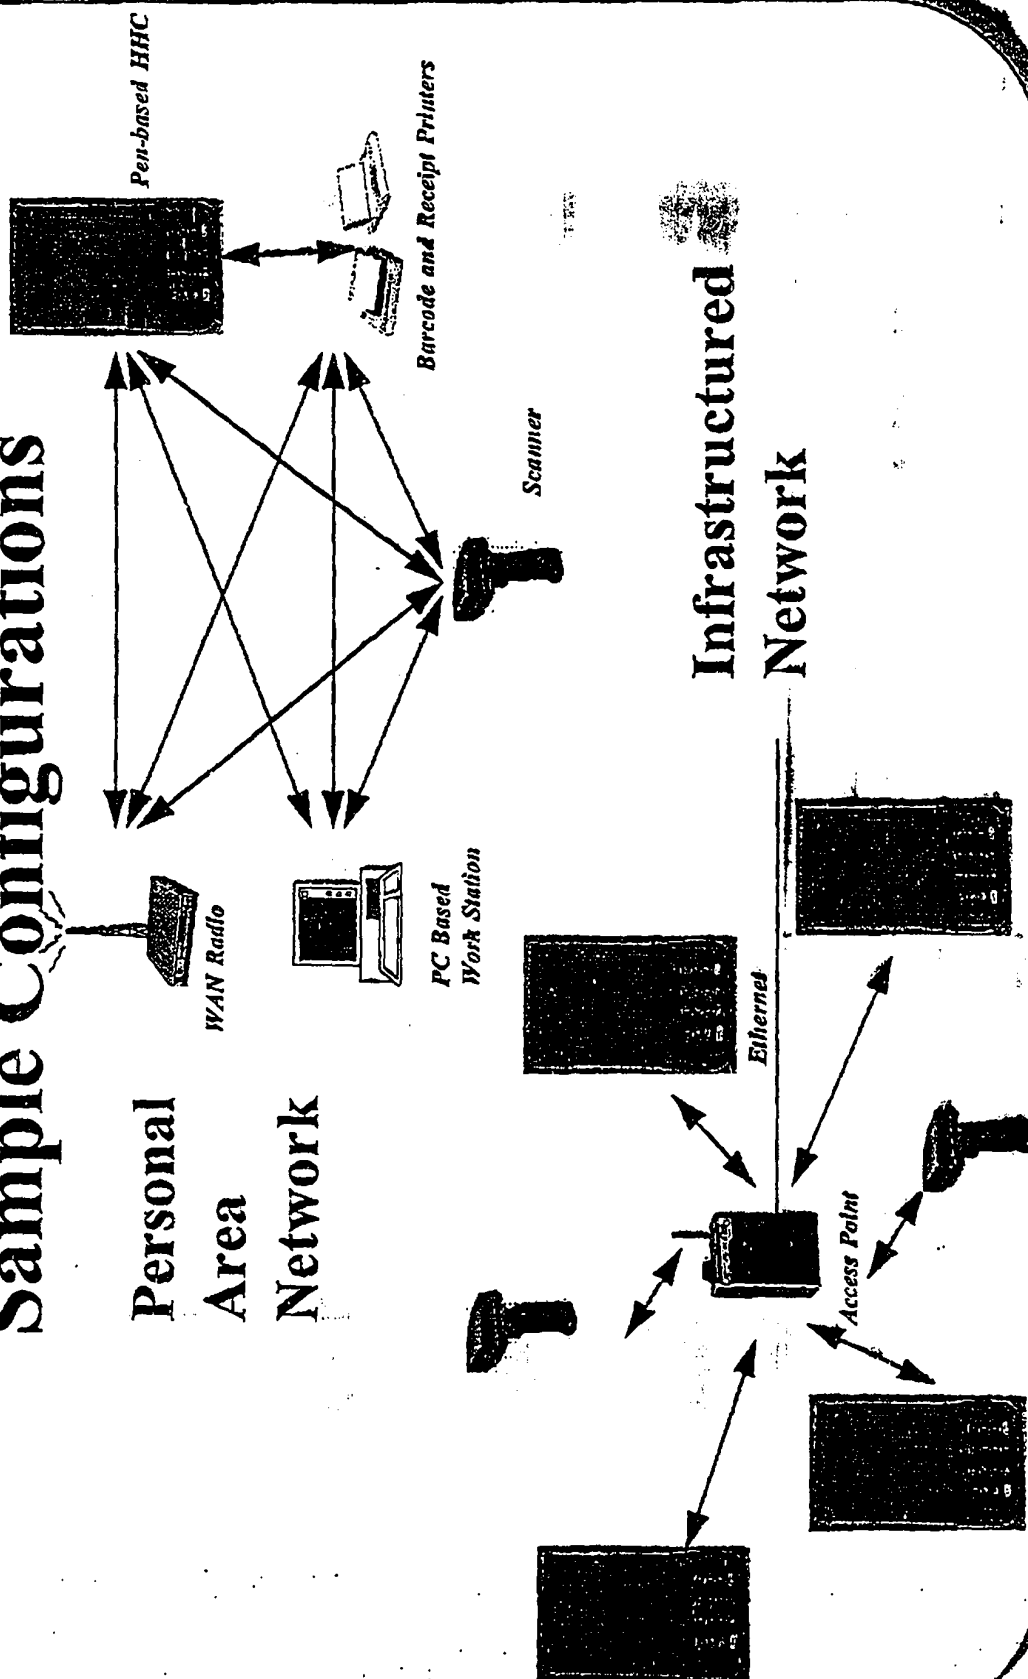 Sample Configurations
Personal
Area
Network
WAN Radio
PC Based
Work Station
Pen-based HHC
Barcode and Receipt Printers
Scanner
Infrastructured
Network
Ethernet
Access Point